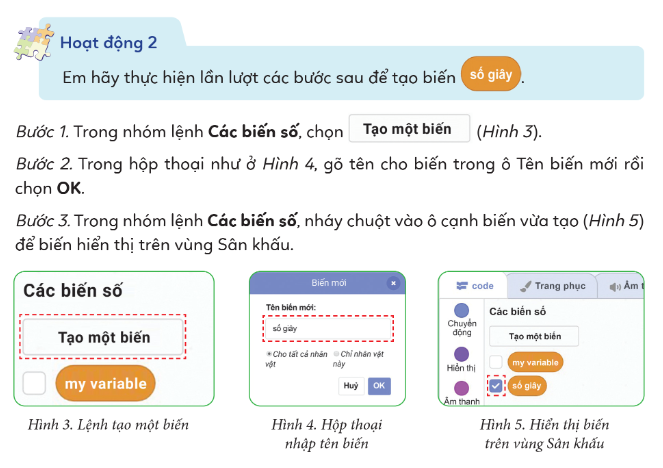 Hoạt động 2
Em hãy thực hiện lần lượt các bước sau để tạo biến số giây.
Bước 1. Trong nhóm lệnh Các biến số, chọn Tạo một biến (Hình 3).
Bước 2. Trong hộp thoại như ở Hình 4, gõ tên cho biến trong ô Tên biến mới rồi
chọn OK.
Bước 3. Trong nhóm lệnh Các biến số, nháy chuột vào ô cạnh biến vừa tạo (Hình 5)
để biến hiển thị trên vùng Sân khấu.
Các biến số
Tạo một biến
my variable
Hình 3. Lệnh tạo một biến
Biến mới
Tên biến mới:
số giây
Cho tất cả nhân vật
Chỉ nhân vật này
Huỷ OK
Hình 4. Hộp thoại
nhập tên biến
code Trang phục Âm t
Chuyển động
Hiển thị
Âm thanh
Các biến số
Tạo một biến
my variable
số giây
Hình 5. Hiển thị biến
trên vùng Sân khấu